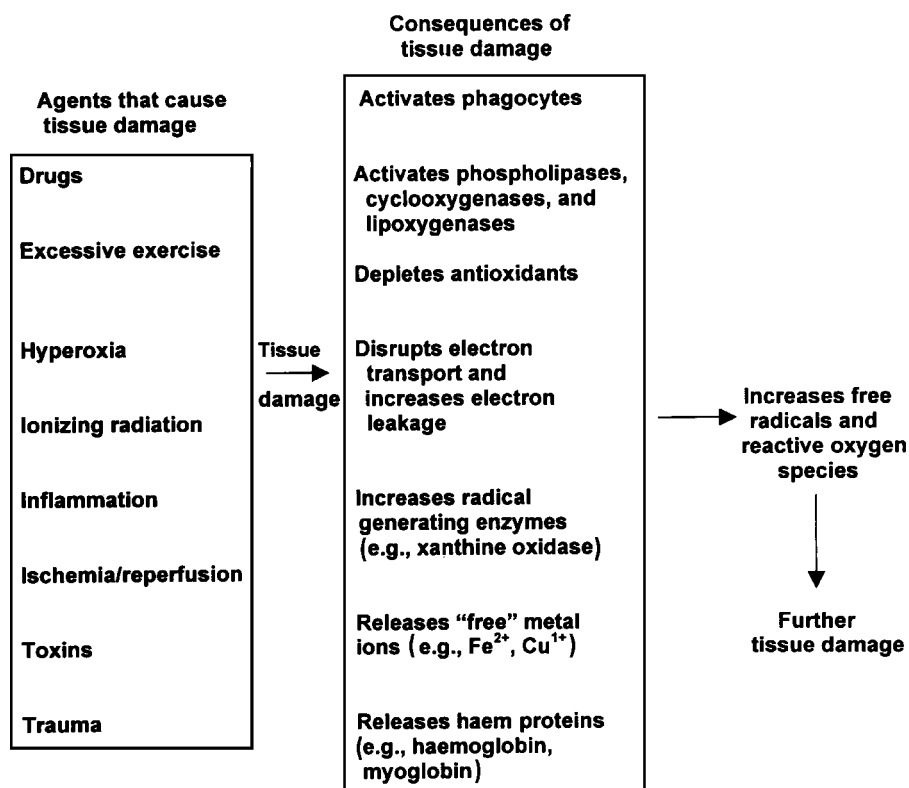 Consequences of
tissue damage
Agents that cause
tissue damage
Drugs
Excessive exercise
Hyperoxia
Ionizing radiation
Inflammation
Ischemia/reperfusion
Toxins
Trauma
Tissue
damage
Activates phagocytes
Activates phospholipases,
cyclooxygenases, and
lipoxygenases
Depletes antioxidants
Disrupts electron
transport and
increases electron
leakage
Increases radical
generating enzymes
(e.g., xanthine oxidase)
Releases “free” metal
ions (e.g., Fe²⁺, Cu¹⁺)
Releases haem proteins
(e.g., haemoglobin,
myoglobin)
Increases free
radicals and
reactive oxygen
species
Further
tissue damage